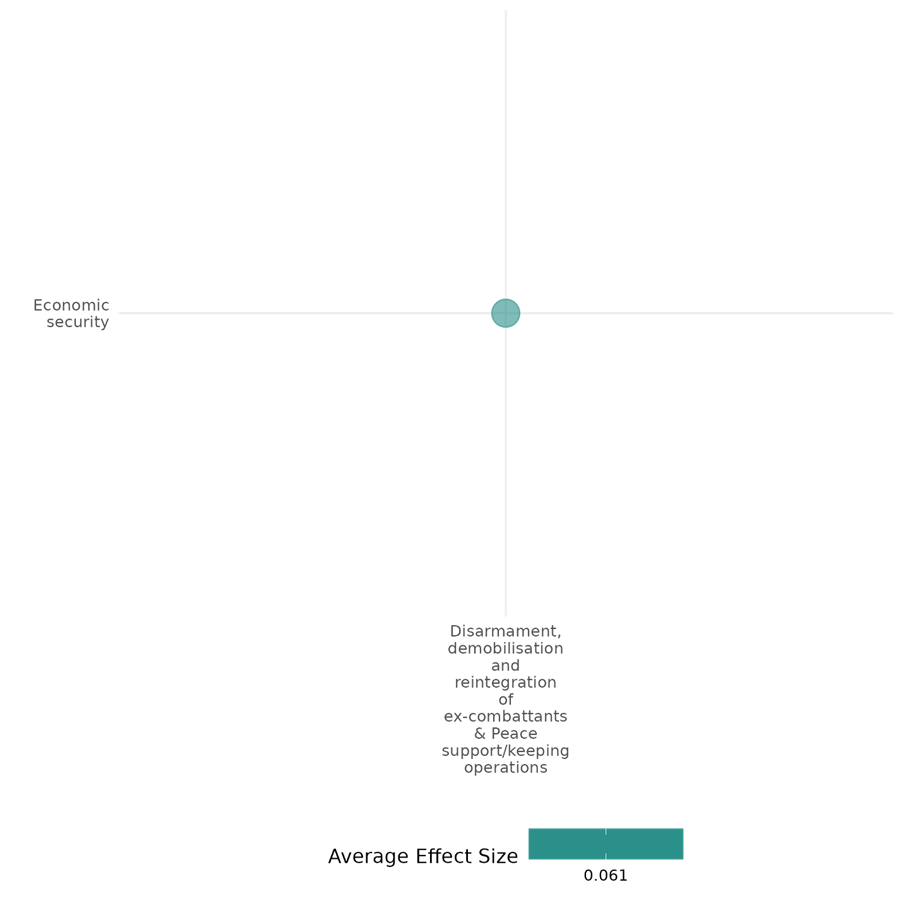 Economic
security
Disarmament,
demobilisation
and
reintegration
of
ex-combattants
& Peace
support/keeping
operations
Average Effect Size
0.061